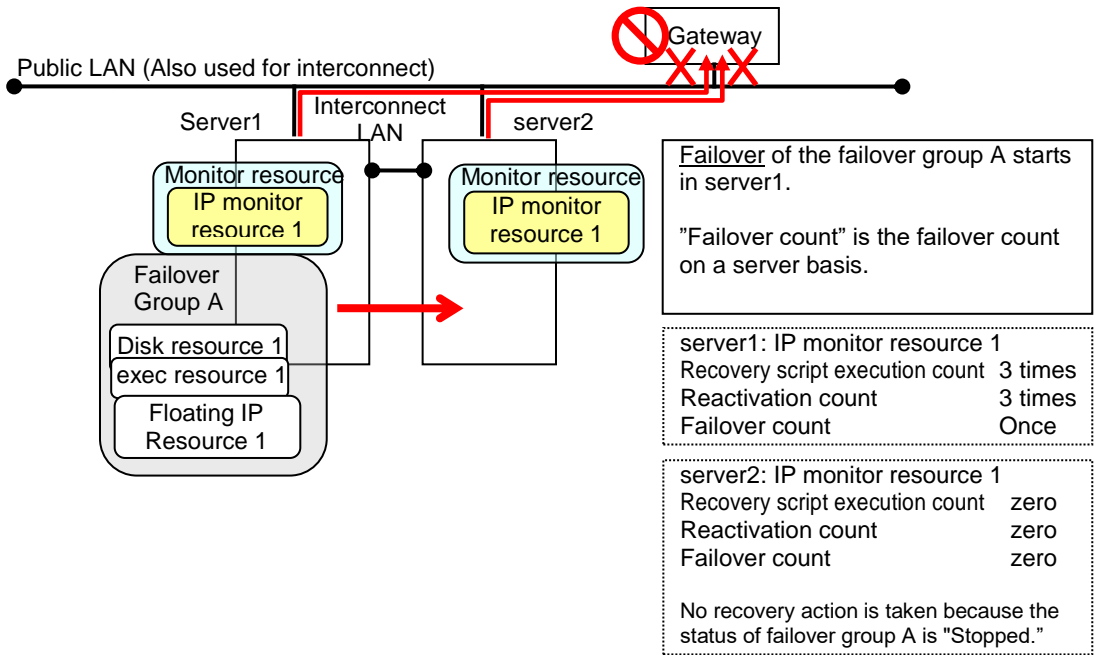 Gateway
Public LAN (Also used for interconnect)
Interconnect
LAN
Server1
server2
Monitor resource
IP monitor
resource 1
Monitor resource
IP monitor
resource 1
Failover
Group A
Disk resource 1
exec resource 1
Floating IP
Resource 1
Failover of the failover group A starts
in server1.
”Failover count” is the failover count
on a server basis.
server1: IP monitor resource 1
Recovery script execution count 3 times
Reactivation count 3 times
Failover count Once
server2: IP monitor resource 1
Recovery script execution count zero
Reactivation count zero
Failover count zero
No recovery action is taken because the
status of failover group A is "Stopped.”